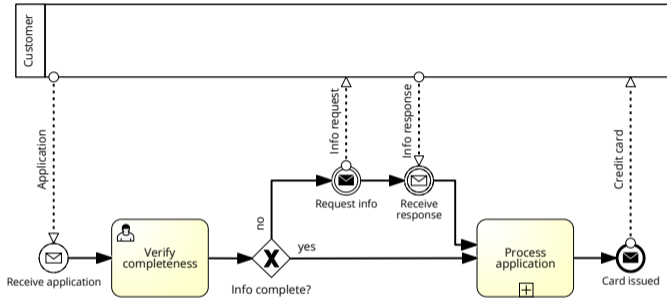 Customer
Application
Info request
Info response
Credit card
no
Request info
Receive
response
Verify
completeness
yes
Process
application
Receive application
Info complete?
Card issued